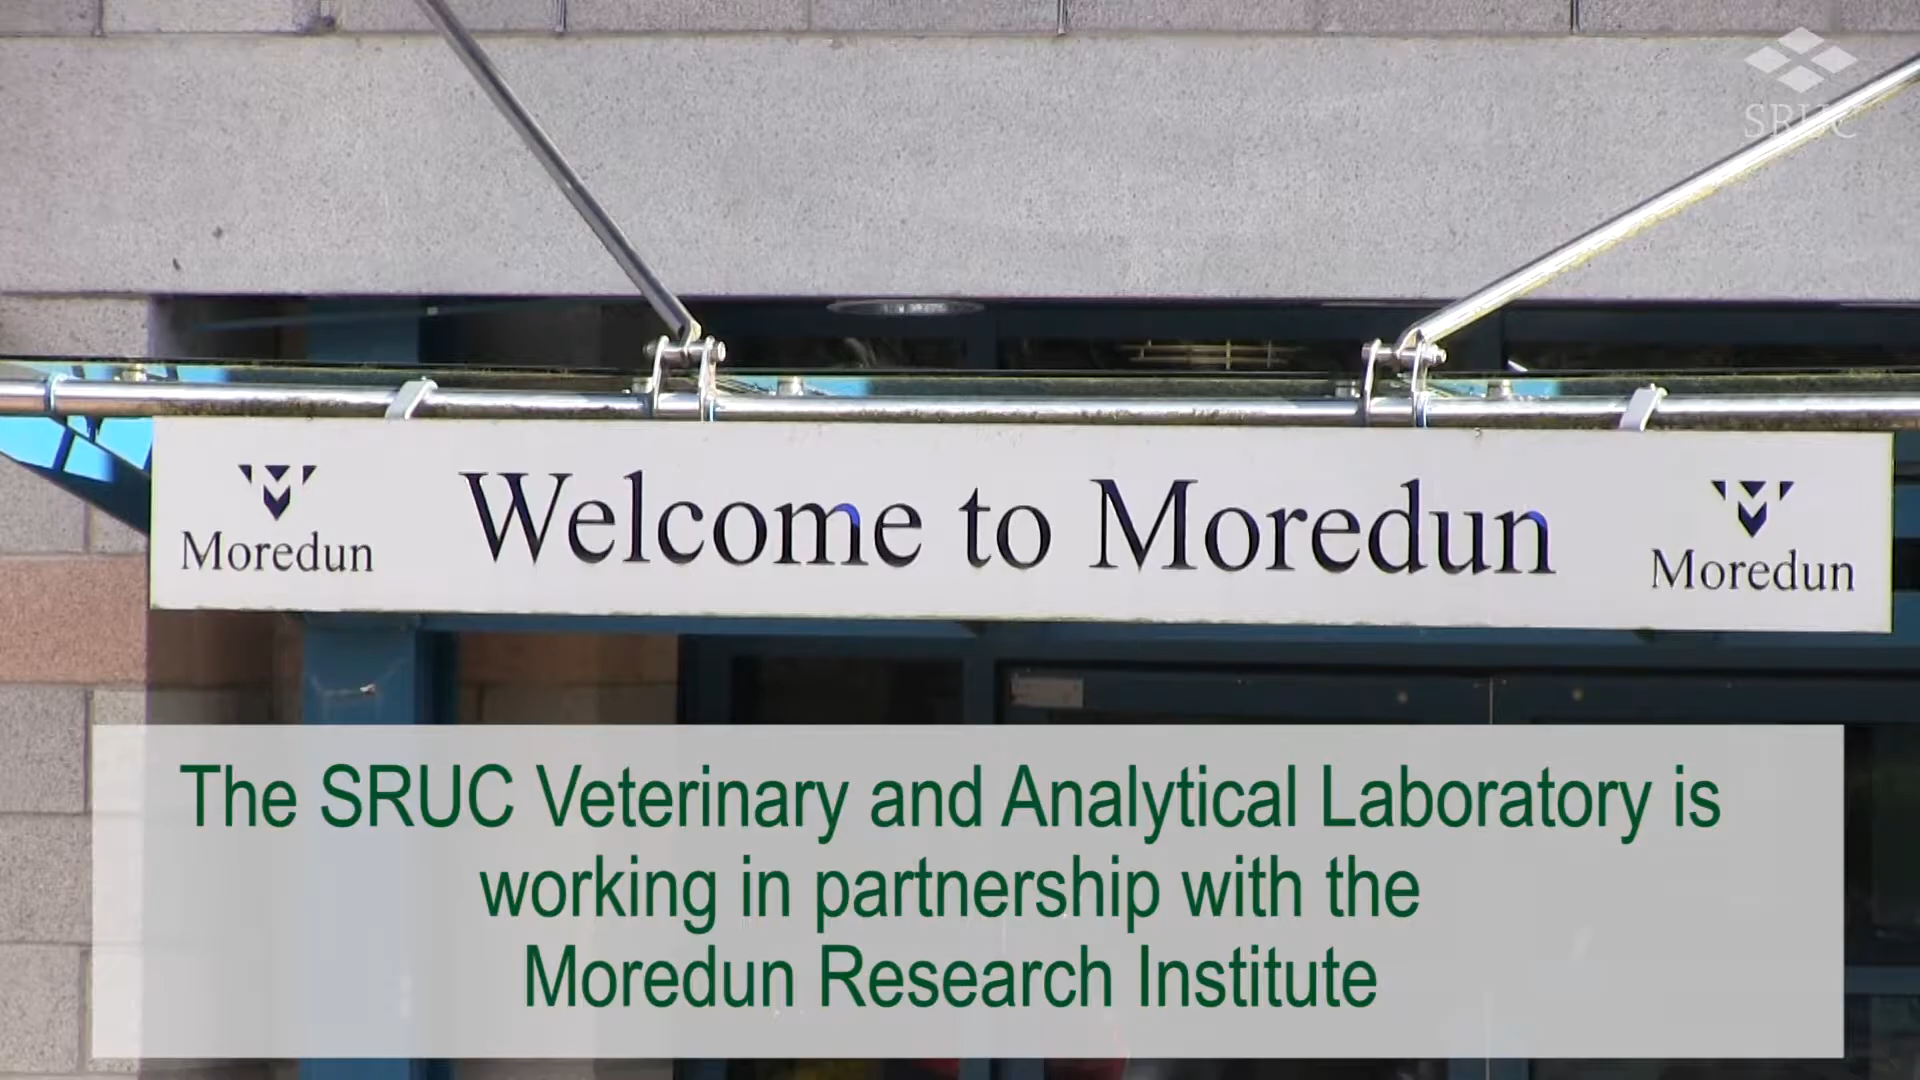 SRUC
Moredun
Welcome to Moredun
Moredun
The SRUC Veterinary and Analytical Laboratory is
working in partnership with the
Moredun Research Institute